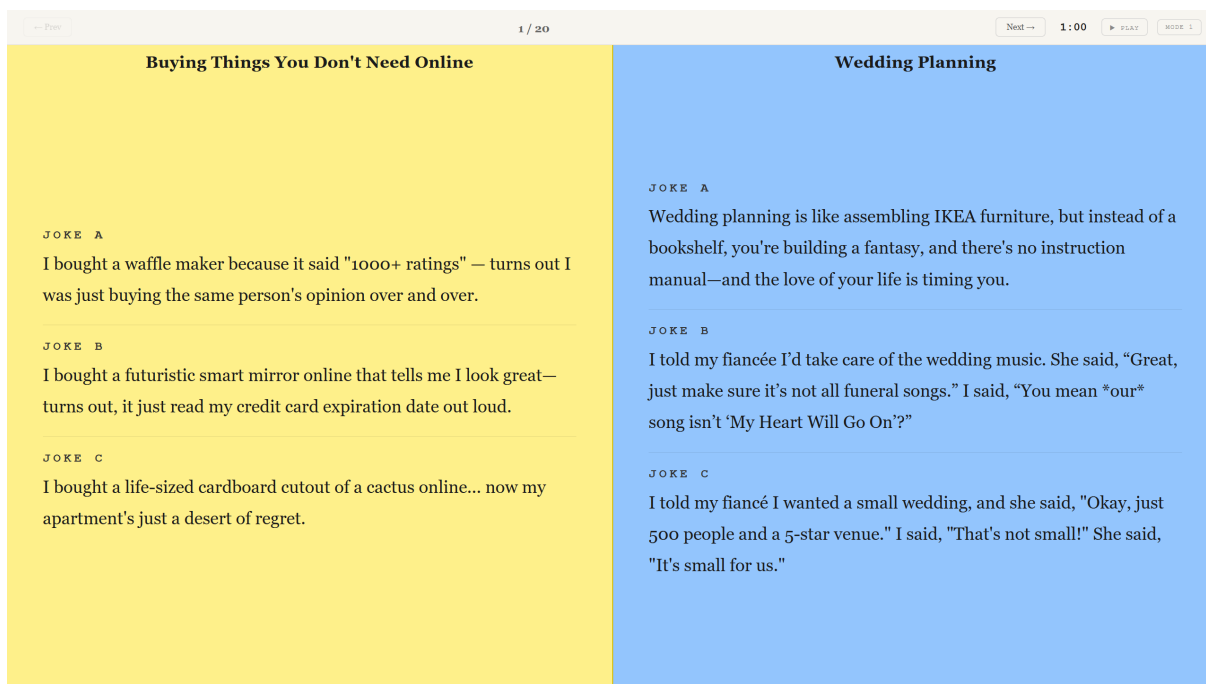 ← Prev
1 / 20
Next →
1:00
▶ PLAY
MODE 1
Buying Things You Don't Need Online
JOKE A
I bought a waffle maker because it said "1000+ ratings" — turns out I
was just buying the same person's opinion over and over.
JOKE B
I bought a futuristic smart mirror online that tells me I look great—
turns out, it just read my credit card expiration date out loud.
JOKE C
I bought a life-sized cardboard cutout of a cactus online... now my
apartment's just a desert of regret.
Wedding Planning
JOKE A
Wedding planning is like assembling IKEA furniture, but instead of a
bookshelf, you're building a fantasy, and there's no instruction
manual—and the love of your life is timing you.
JOKE B
I told my fiancée I’d take care of the wedding music. She said, “Great,
just make sure it’s not all funeral songs.” I said, “You mean *our*
song isn’t ‘My Heart Will Go On’?”
JOKE C
I told my fiancé I wanted a small wedding, and she said, "Okay, just
500 people and a 5-star venue." I said, "That's not small!" She said,
"It's small for us."